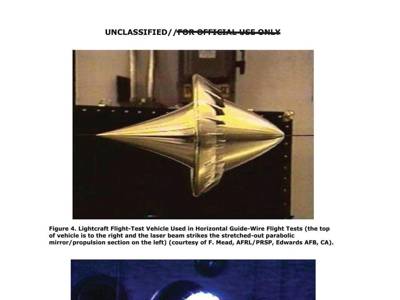 UNCLASSIFIED//FOR OFFICIAL USE ONLY
Figure 4. Lightcraft Flight-Test Vehicle Used in Horizontal Guide-Wire Flight Tests (the top
of vehicle is to the right and the laser beam strikes the stretched-out parabolic
mirror/propulsion section on the left) (courtesy of F. Mead, AFRL/PRSP, Edwards AFB, CA).